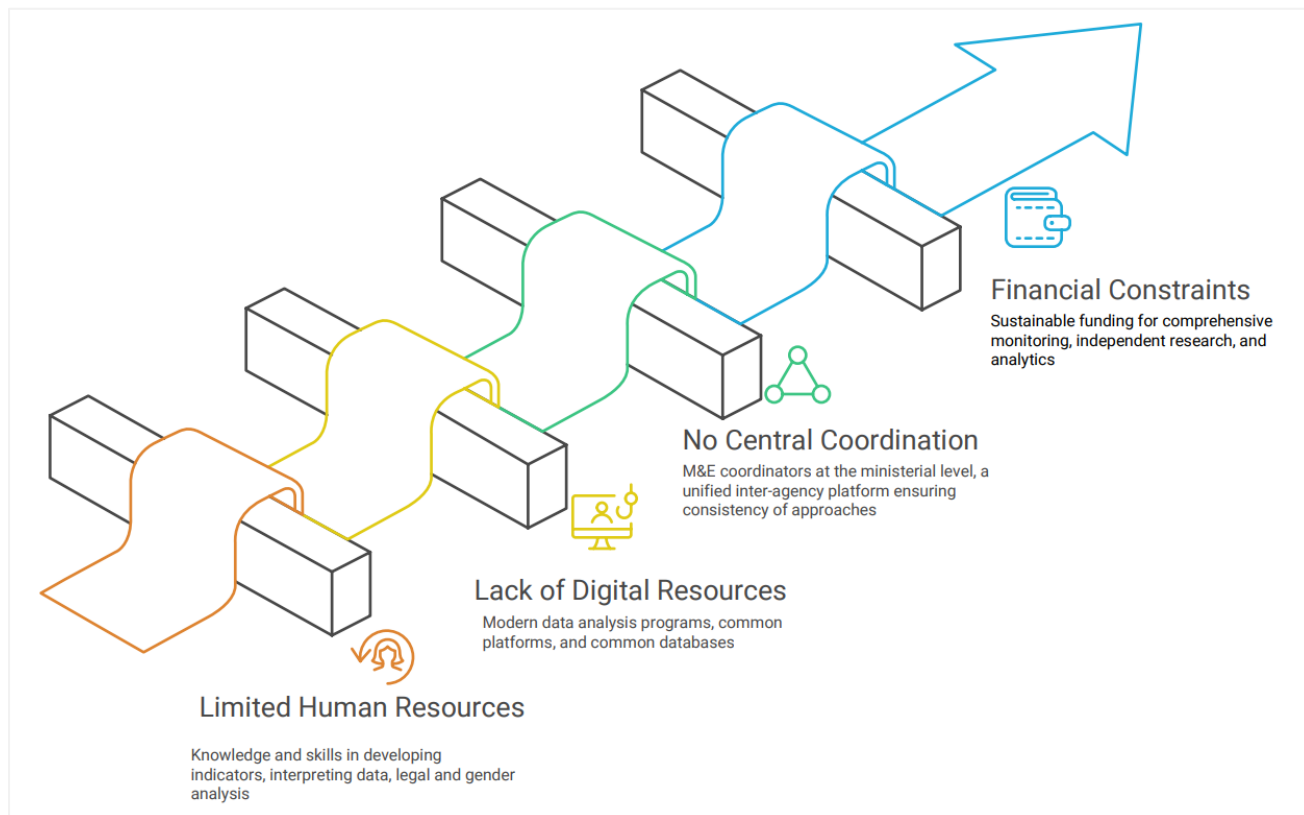 Financial Constraints
Sustainable funding for comprehensive
monitoring, independent research, and
analytics
No Central Coordination
M&E coordinators at the ministerial level, a
unified inter-agency platform ensuring
consistency of approaches
Lack of Digital Resources
Modern data analysis programs, common
platforms, and common databases
Limited Human Resources
Knowledge and skills in developing
indicators, interpreting data, legal and gender
analysis